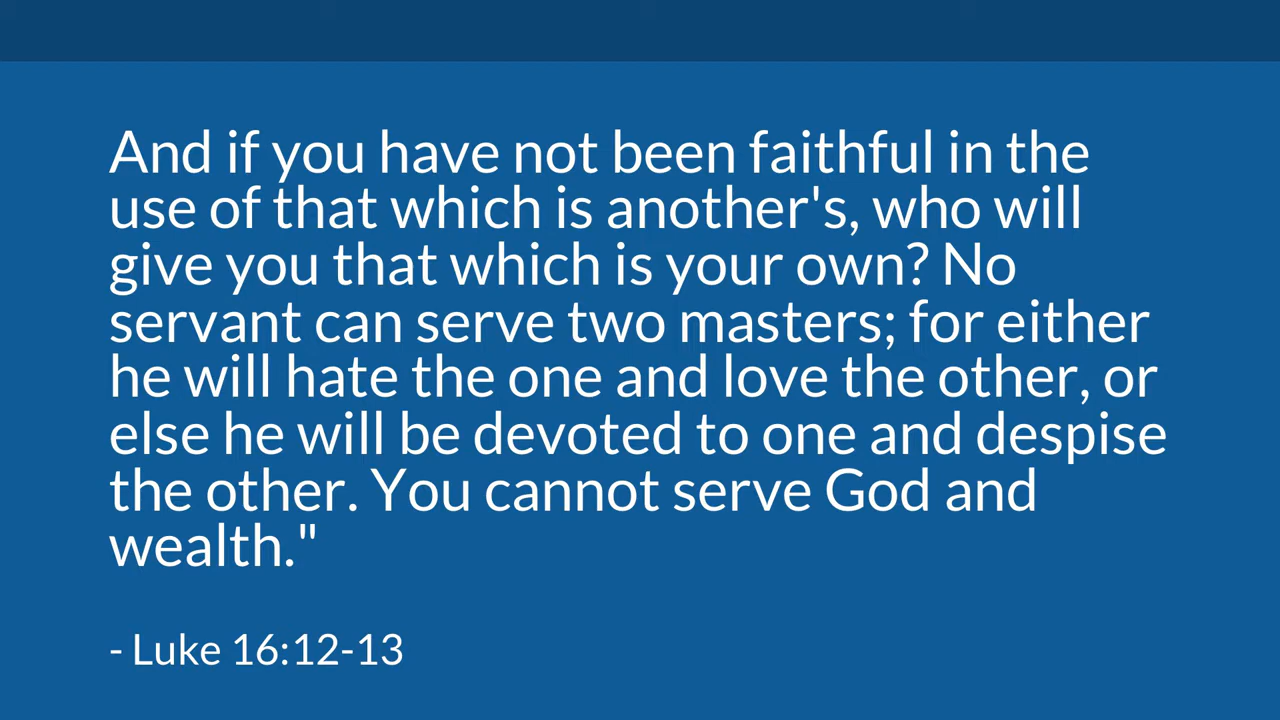 And if you have not been faithful in the
use of that which is another's, who will
give you that which is your own? No
servant can serve two masters; for either
he will hate the one and love the other, or
else he will be devoted to one and despise
the other. You cannot serve God and
wealth."
- Luke 16:12-13